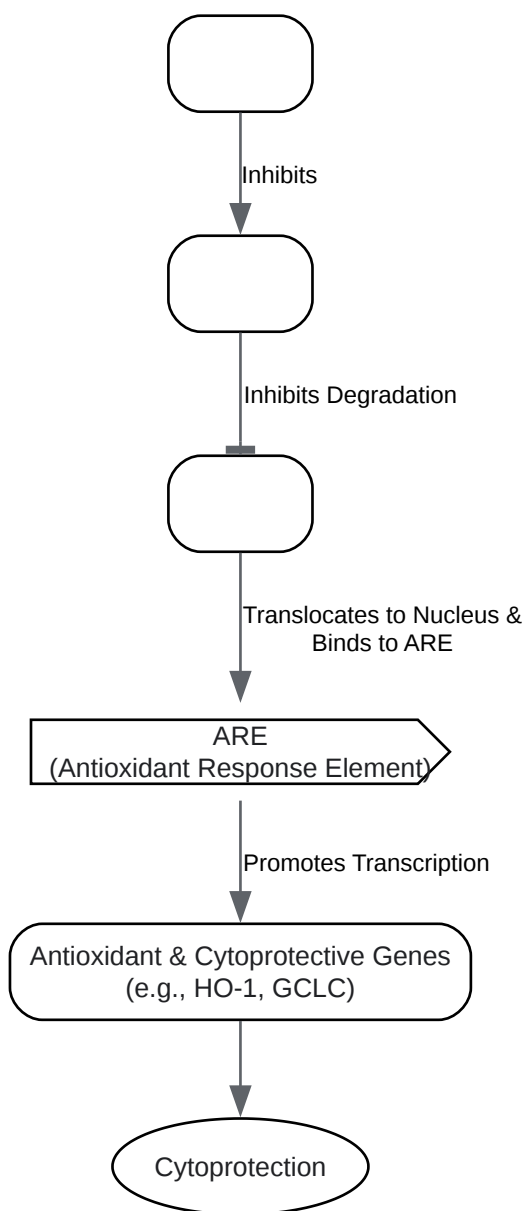 Inhibits
Inhibits Degradation
Translocates to Nucleus &
Binds to ARE
ARE
(Antioxidant Response Element)
Promotes Transcription
Antioxidant & Cytoprotective Genes
(e.g., HO-1, GCLC)
Cytoprotection